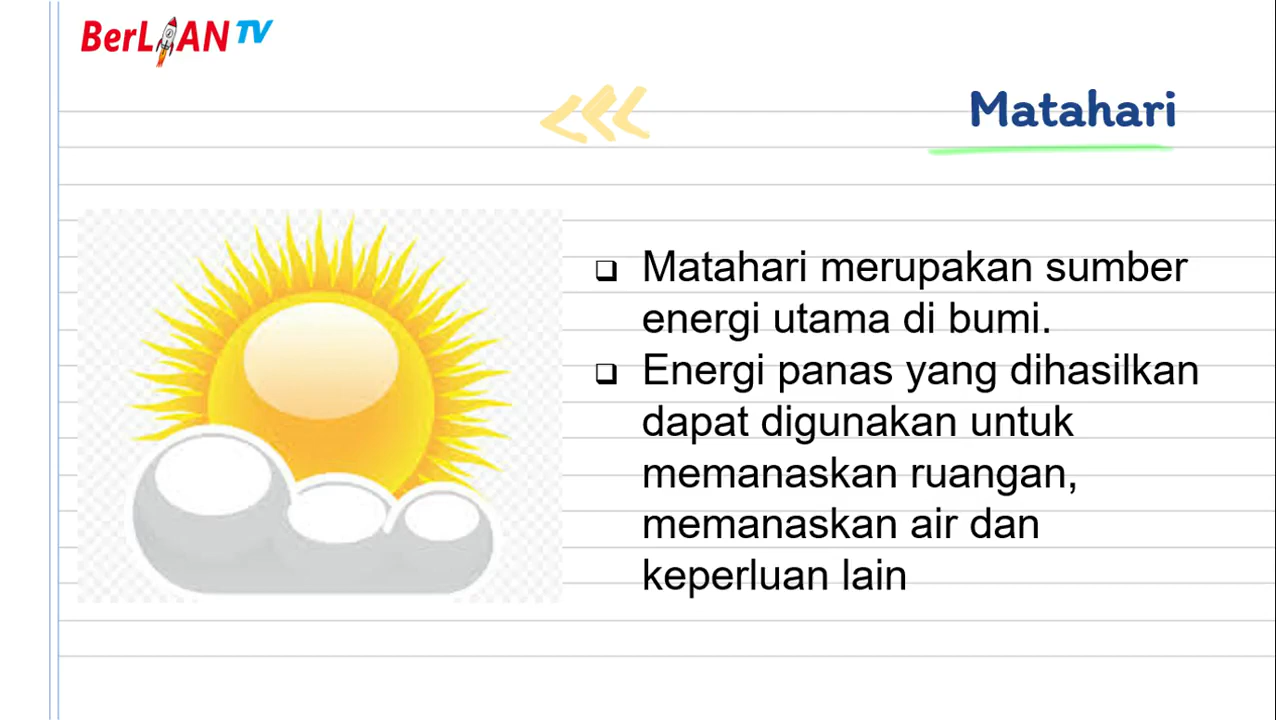 BerLIAN TV
Matahari
❑ Matahari merupakan sumber
energi utama di bumi.
❑ Energi panas yang dihasilkan
dapat digunakan untuk
memanaskan ruangan,
memanaskan air dan
keperluan lain